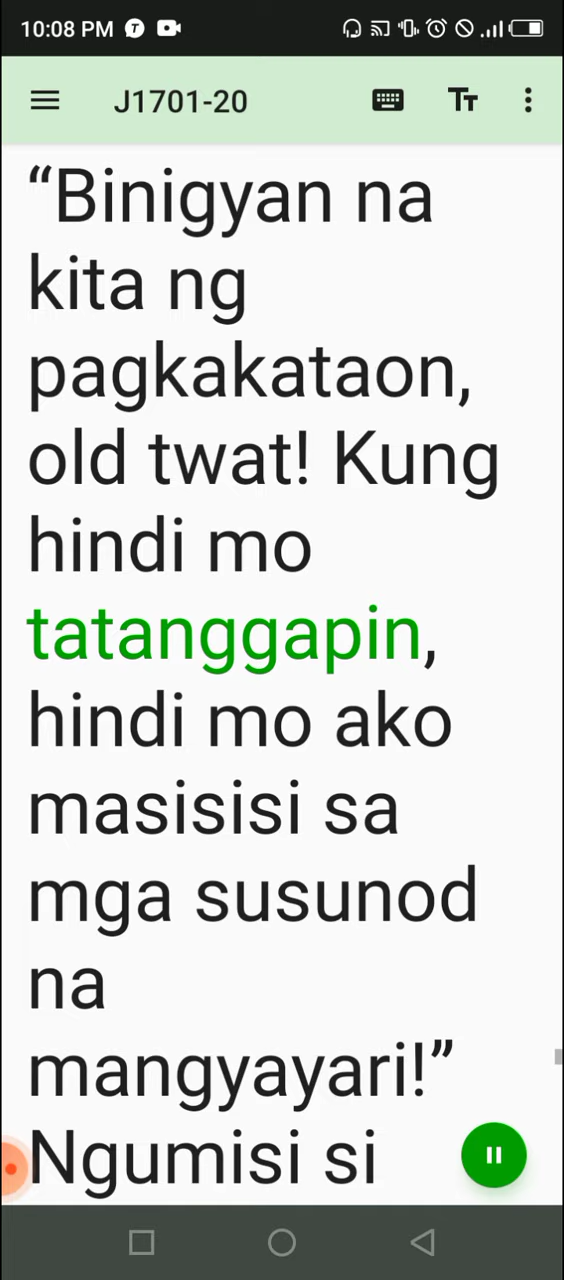 10:08 PM
J1701-20
“Binigyan na
kita ng
pagkakataon,
old twat! Kung
hindi mo
tatanggapin,
hindi mo ako
masisisi sa
mga susunod
na
mangyayari!”
Ngumisi si